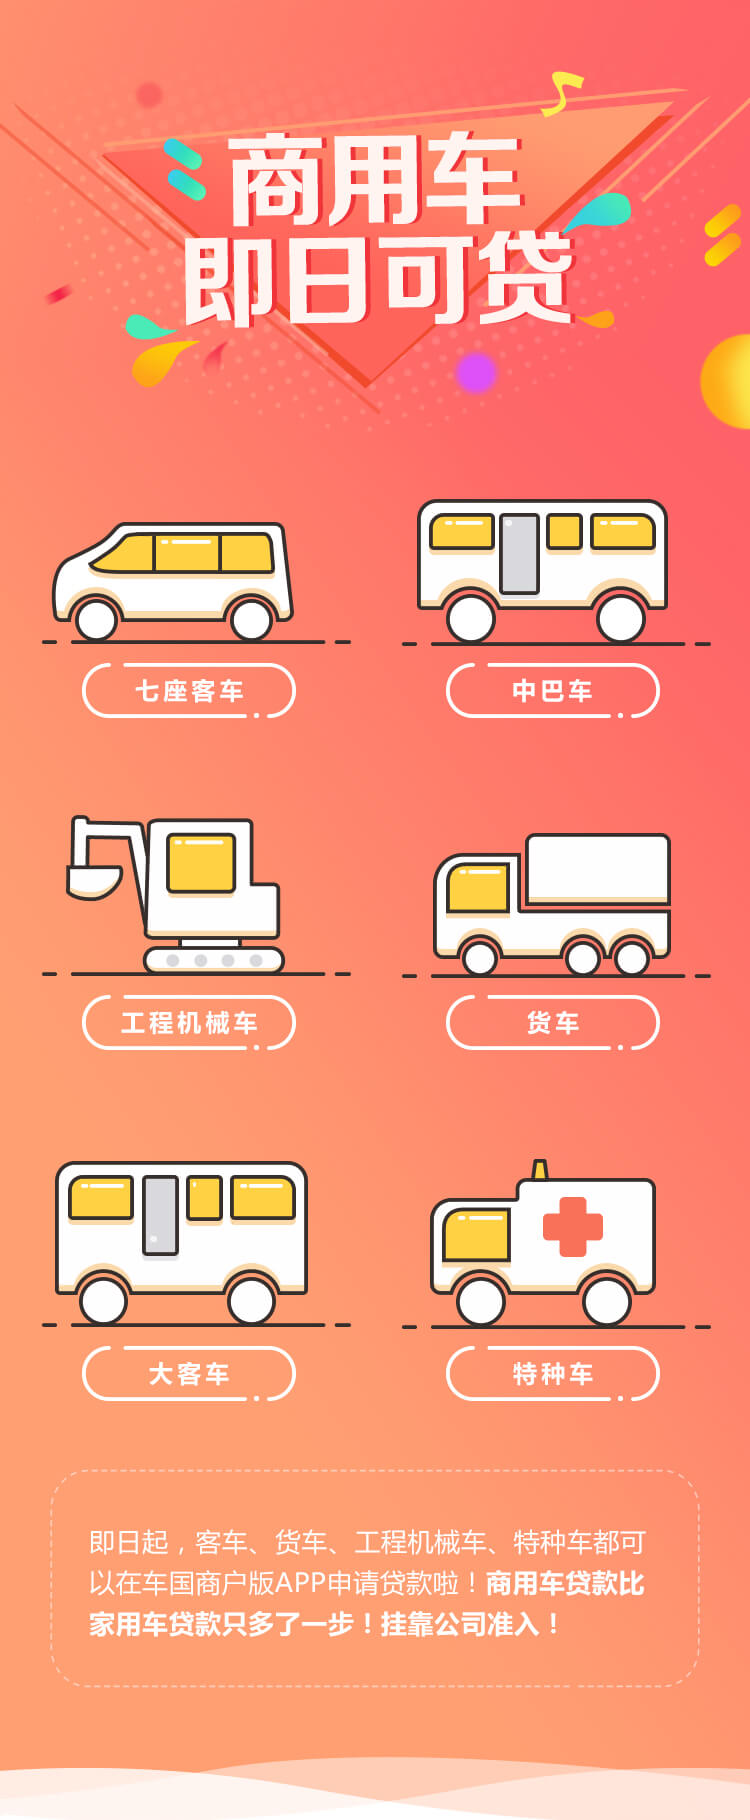 商用车
即日可贷
七座客车
中巴车
工程机械车
货车
大客车
特种车
即日起，客车、货车、工程机械车、特种车都可
以在车国商户版APP申请贷款啦！商用车贷款比
家用车贷款只多了一步！挂靠公司准入！